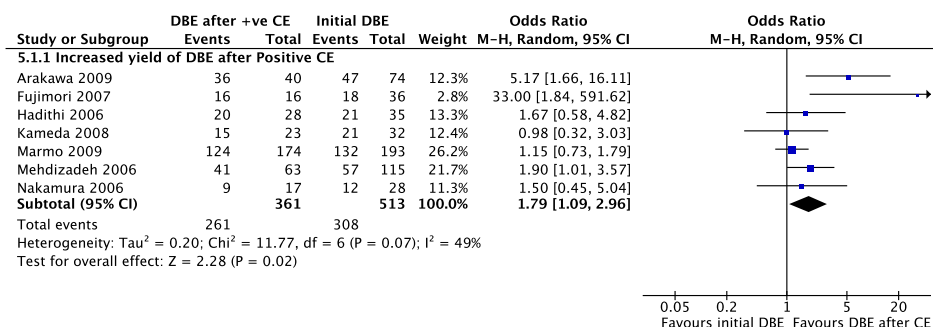 DBE after +ve CE Initial DBE Odds Ratio Odds Ratio
Study or Subgroup Events Total Events Total Weight M-H, Random, 95% CI M-H, Random, 95% CI
5.1.1 Increased yield of DBE after Positive CE
Arakawa 2009 36 40 47 74 12.3% 5.17 [1.66, 16.11]
Fujimori 2007 16 16 18 36 2.8% 33.00 [1.84, 591.62]
Hadithi 2006 20 28 21 35 13.3% 1.67 [0.58, 4.82]
Kameda 2008 15 23 21 32 12.4% 0.98 [0.32, 3.03]
Marmo 2009 124 174 132 193 26.2% 1.15 [0.73, 1.79]
Mehdizadeh 2006 41 63 57 115 21.7% 1.90 [1.01, 3.57]
Nakamura 2006 9 17 12 28 11.3% 1.50 [0.45, 5.04]
Subtotal (95% CI) 361 513 100.0% 1.79 [1.09, 2.96]
Total events 261 308
Heterogeneity: Tau² = 0.20; Chi² = 11.77, df = 6 (P = 0.07); I² = 49%
Test for overall effect: Z = 2.28 (P = 0.02)
0.05 0.2 1 5 20
Favours initial DBE Favours DBE after CE